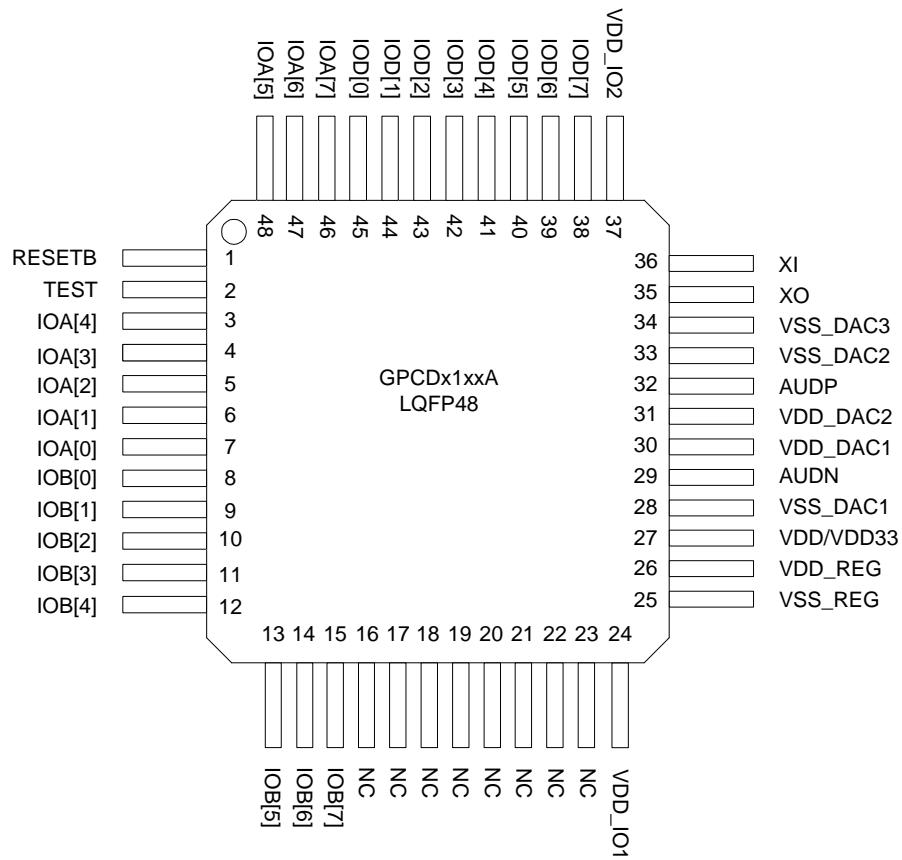 IOA[5]
IOA[6]
IOA[7]
IOD[0]
IOD[1]
IOD[2]
IOD[3]
IOD[4]
IOD[5]
IOD[6]
IOD[7]
VDD_IO2
48
47
46
45
44
43
42
41
40
39
38
37
RESETB 1
TEST 2
IOA[4] 3
IOA[3] 4
IOA[2] 5
IOA[1] 6
IOA[0] 7
IOB[0] 8
IOB[1] 9
IOB[2] 10
IOB[3] 11
IOB[4] 12
GPCDx1xxA
LQFP48
36 XI
35 XO
34 VSS_DAC3
33 VSS_DAC2
32 AUDP
31 VDD_DAC2
30 VDD_DAC1
29 AUDN
28 VSS_DAC1
27 VDD/VDD33
26 VDD_REG
25 VSS_REG
13 14 15 16 17 18 19 20 21 22 23 24
IOB[5]
IOB[6]
IOB[7]
NC
NC
NC
NC
NC
NC
NC
NC
VDD_IO1